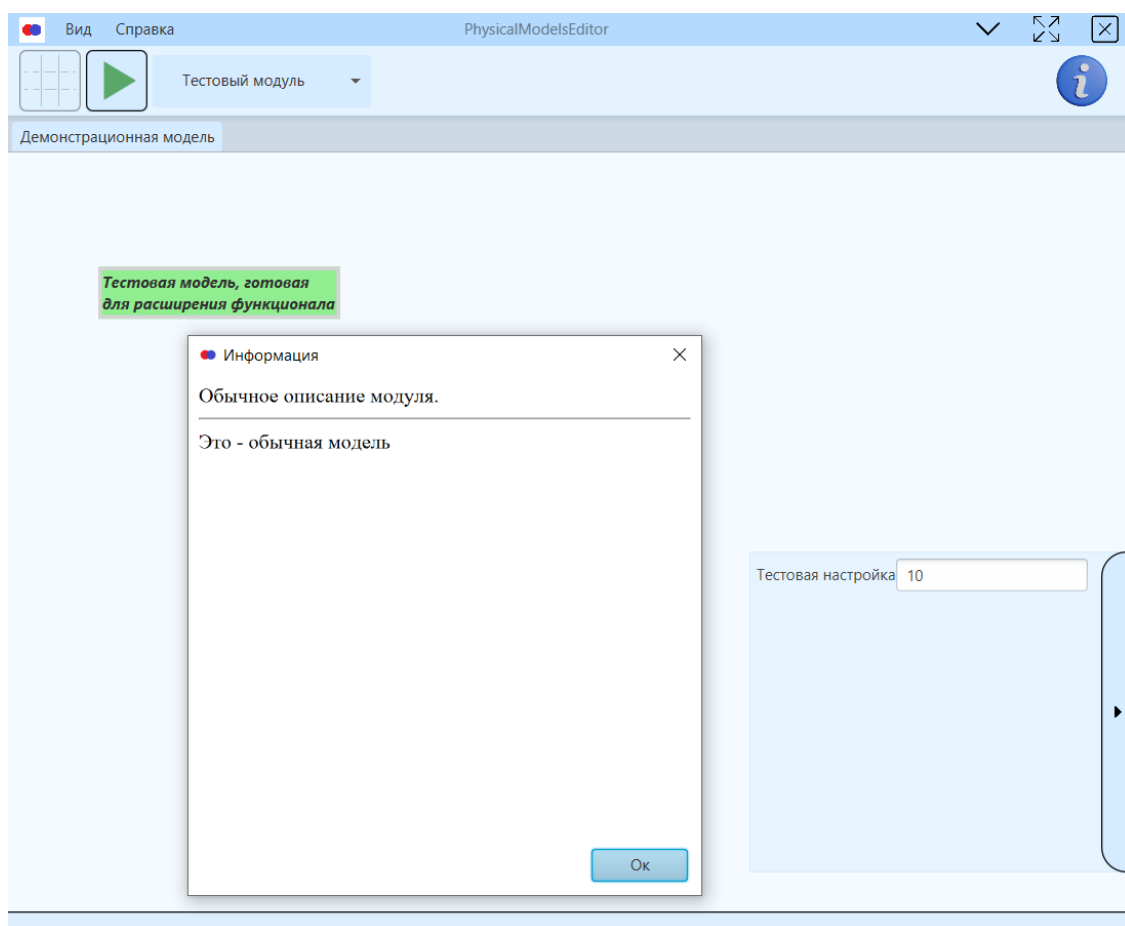 Вид Справка PhysicalModelsEditor
Тестовый модуль
i
Демонстрационная модель
Тестовая модель, готовая
для расширения функционала
Информация
Обычное описание модуля.
Это - обычная модель
Тестовая настройка 10
Ок